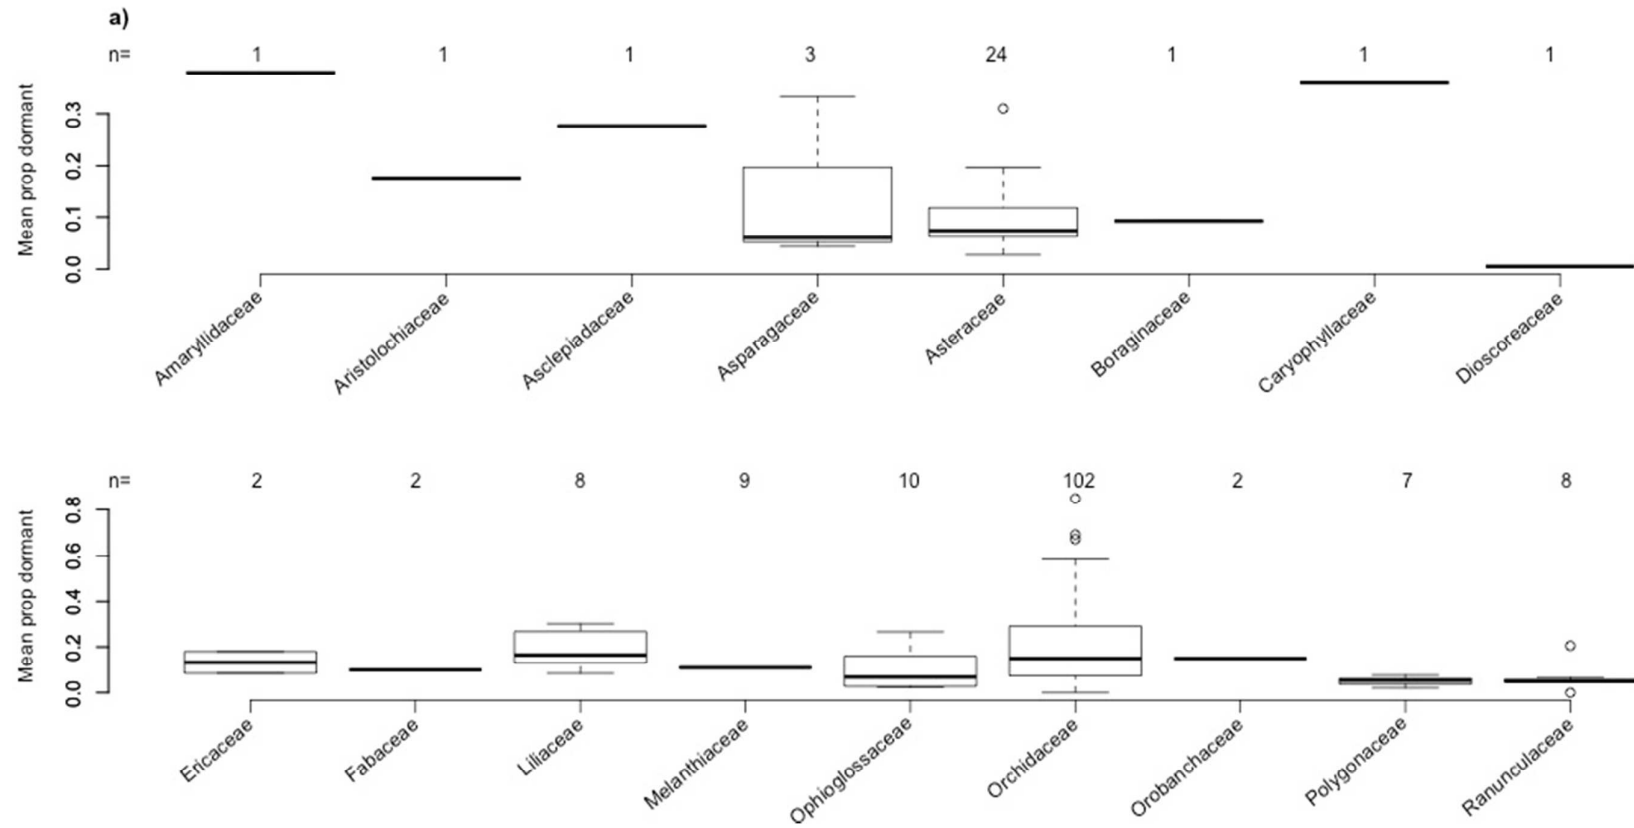 a)
n= 1 1 1 3 24 1 1 1
Mean prop dormant
0.3
0.2
0.1
0.0
Amaryllidaceae Aristolochiaceae Asclepiadaceae Asparagaceae Asteraceae Boraginaceae Caryophyllaceae Dioscoreaceae
n= 2 2 8 9 10 102 2 7 8
Mean prop dormant
0.8
0.6
0.4
0.2
0.0
Ericaceae Fabaceae Liliaceae Melanthiaceae Ophioglossaceae Orchidaceae Orobanchaceae Polygonaceae Ranunculaceae